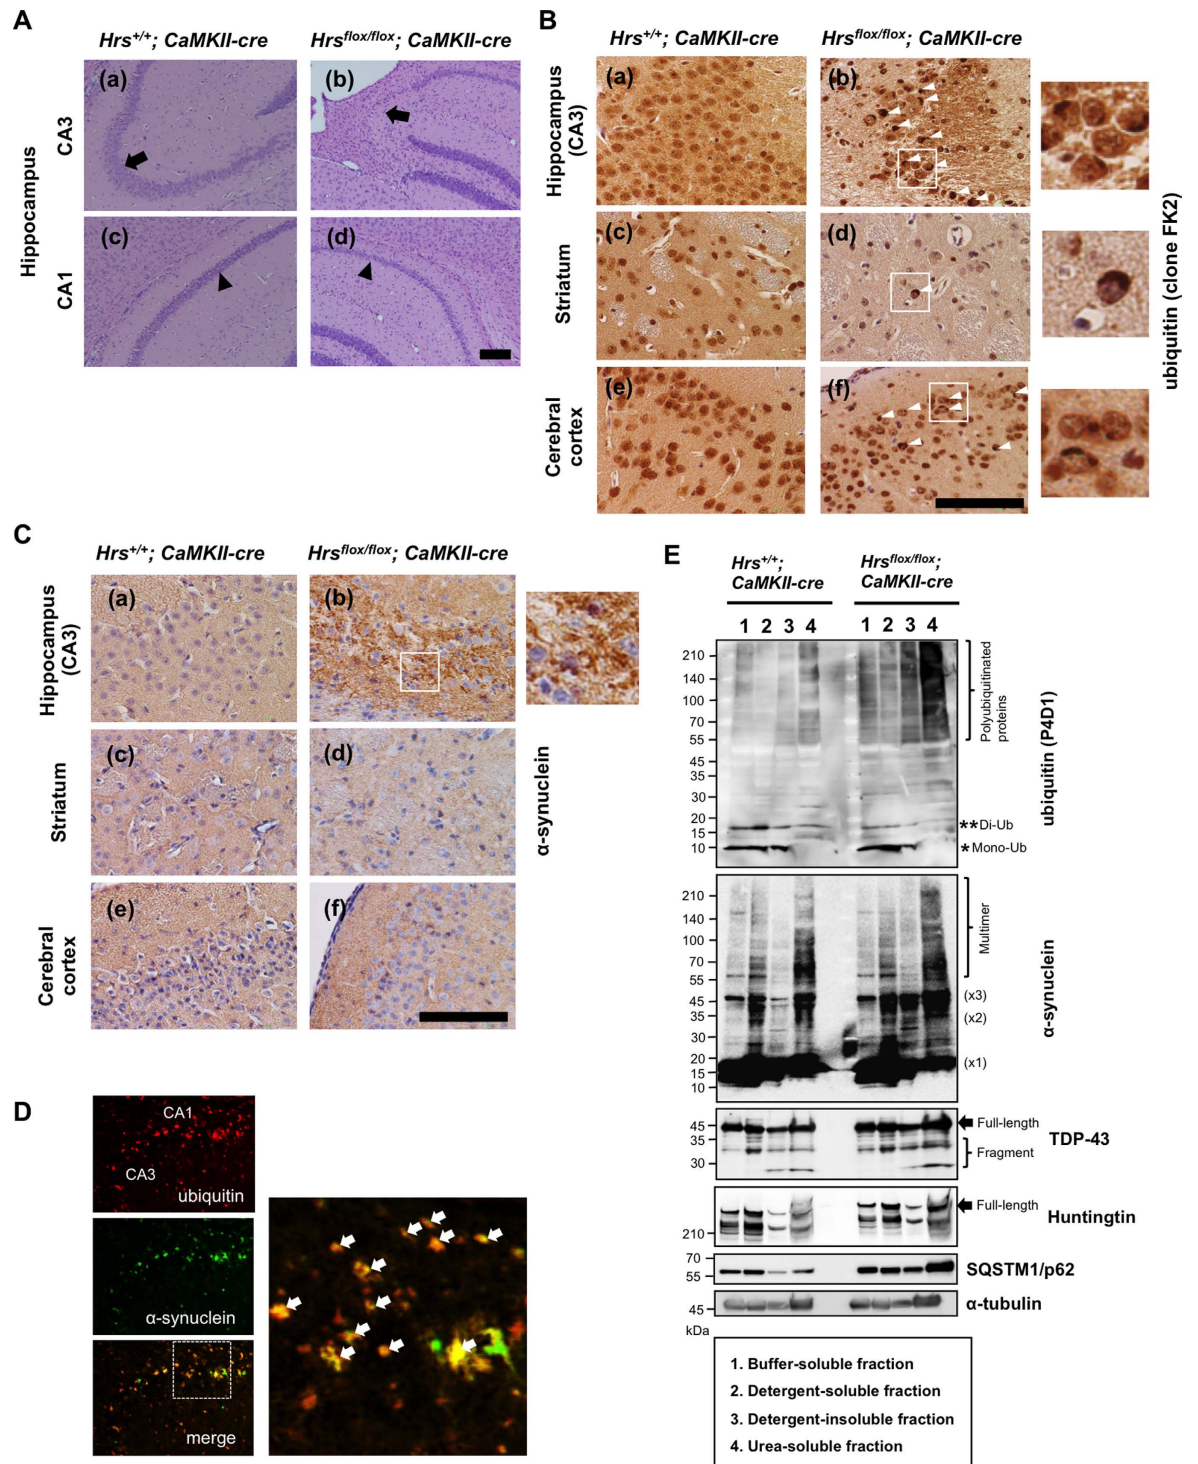 A
Hrs+/+; CaMKII-cre
Hrsflox/flox; CaMKII-cre
Hippocampus
CA3
CA1
(a)
(b)
(c)
(d)
B
Hrs+/+; CaMKII-cre
Hrsflox/flox; CaMKII-cre
Hippocampus
(CA3)
Striatum
Cerebral
cortex
(a)
(b)
(c)
(d)
(e)
(f)
ubiquitin (clone FK2)
C
Hrs+/+; CaMKII-cre
Hrsflox/flox; CaMKII-cre
Hippocampus
(CA3)
Striatum
Cerebral
cortex
(a)
(b)
(c)
(d)
(e)
(f)
α-synuclein
D
CA1
CA3
ubiquitin
α-synuclein
merge
E
Hrs+/+;
CaMKII-cre
Hrsflox/flox;
CaMKII-cre
1 2 3 4 1 2 3 4
210
140
100
70
55
45
35
30
20
15
10
Polyubiquitinated
proteins
**Di-Ub
*Mono-Ub
ubiquitin (P4D1)
210
140
100
70
55
45
35
30
20
15
10
Multimer
(x3)
(x2)
(x1)
α-synuclein
45
35
30
Full-length
Fragment
TDP-43
210
Full-length
Huntingtin
70
55
SQSTM1/p62
45
α-tubulin
kDa
1. Buffer-soluble fraction
2. Detergent-soluble fraction
3. Detergent-insoluble fraction
4. Urea-soluble fraction